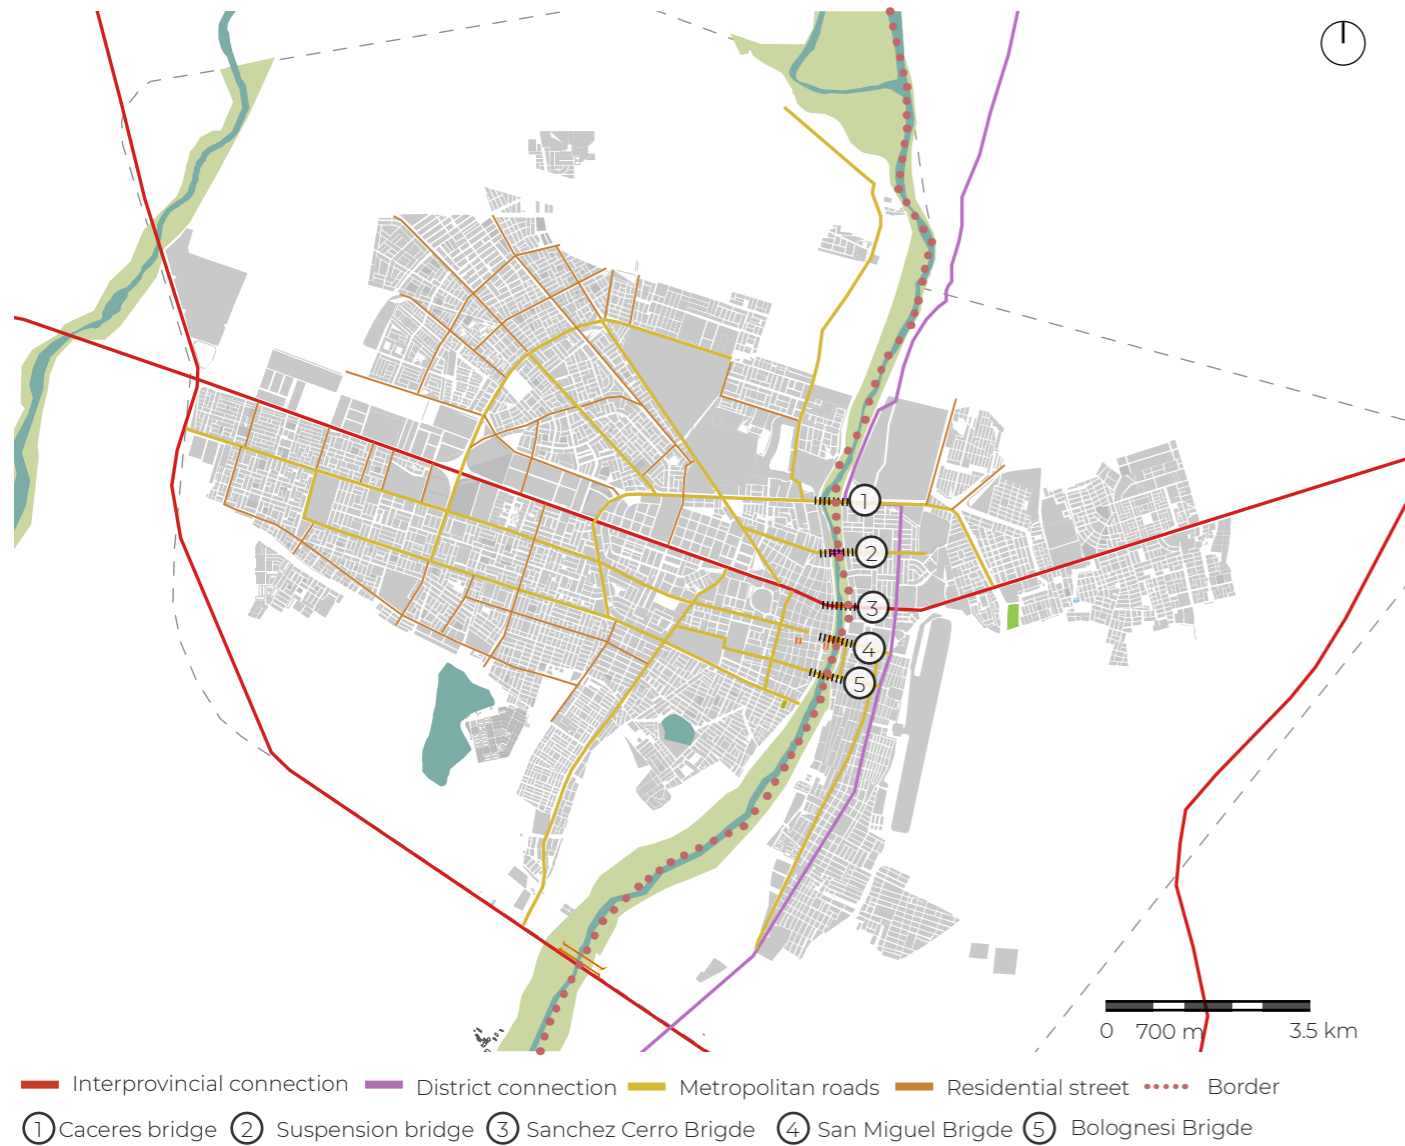 1
2
3
4
5
0 700 m 3.5 km
Interprovincial connection District connection Metropolitan roads Residential street Border
1 Caceres bridge 2 Suspension bridge 3 Sanchez Cerro Brigde 4 San Miguel Brigde 5 Bolognesi Brigde